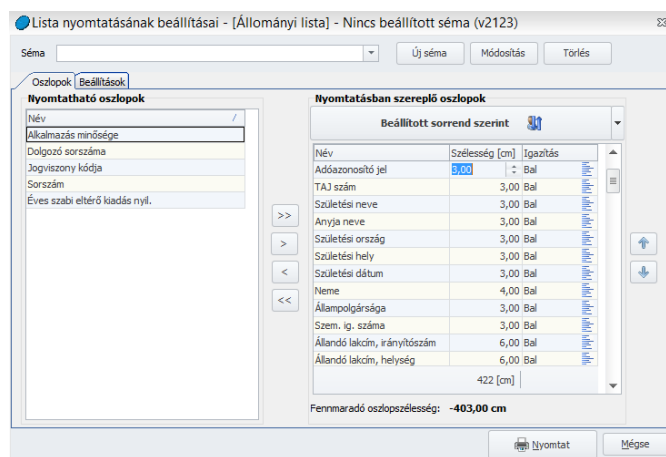 Lista nyomtatásának beállításai - [Állományi lista] - Nincs beállított séma (v2123)
Séma Új séma Módosítás Törlés
Oszlopok Beállítások
Nyomtatható oszlopok
Név
Alkalmazás minősége
Dolgozó sorszáma
Jogviszony kódja
Sorszám
Éves szabi eltérő kiadás nyil.
>>
>
<
<<
Nyomtatásban szereplő oszlopok
Beállított sorrend szerint
Név Szélesség [cm] Igazítás
Adóazonosító jel 3,00 Bal
TAJ szám 3,00 Bal
Születési neve 3,00 Bal
Anyja neve 3,00 Bal
Születési ország 3,00 Bal
Születési hely 3,00 Bal
Születési dátum 3,00 Bal
Neme 4,00 Bal
Állampolgársága 3,00 Bal
Szem. ig. száma 3,00 Bal
Állandó lakcím, irányítószám 6,00 Bal
Állandó lakcím, helység 6,00 Bal
422 [cm]
Fennmaradó oszlopszélesség: -403,00 cm
Nyomtat Mégse